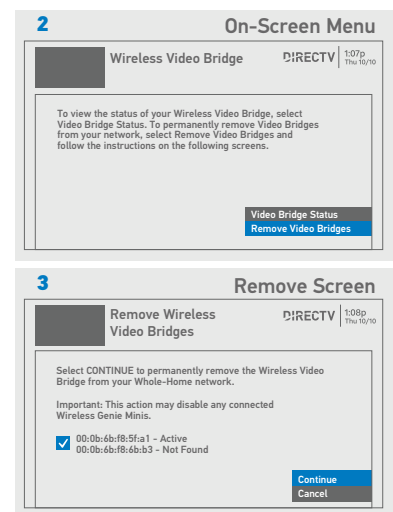 2
On-Screen Menu
Wireless Video Bridge
DIRECTV
1:07p
Thu 10/10
To view the status of your Wireless Video Bridge, select
Video Bridge Status. To permanently remove Video Bridges
from your network, select Remove Video Bridges and
follow the instructions on the following screens.
Video Bridge Status
Remove Video Bridges
3
Remove Screen
Remove Wireless
Video Bridges
DIRECTV
1:08p
Thu 10/10
Select CONTINUE to permanently remove the Wireless Video
Bridge from your Whole-Home network.
Important: This action may disable any connected
Wireless Genie Minis.
00:0b:6b:f8:5f:a1 - Active
00:0b:6b:f8:6b:b3 - Not Found
Continue
Cancel